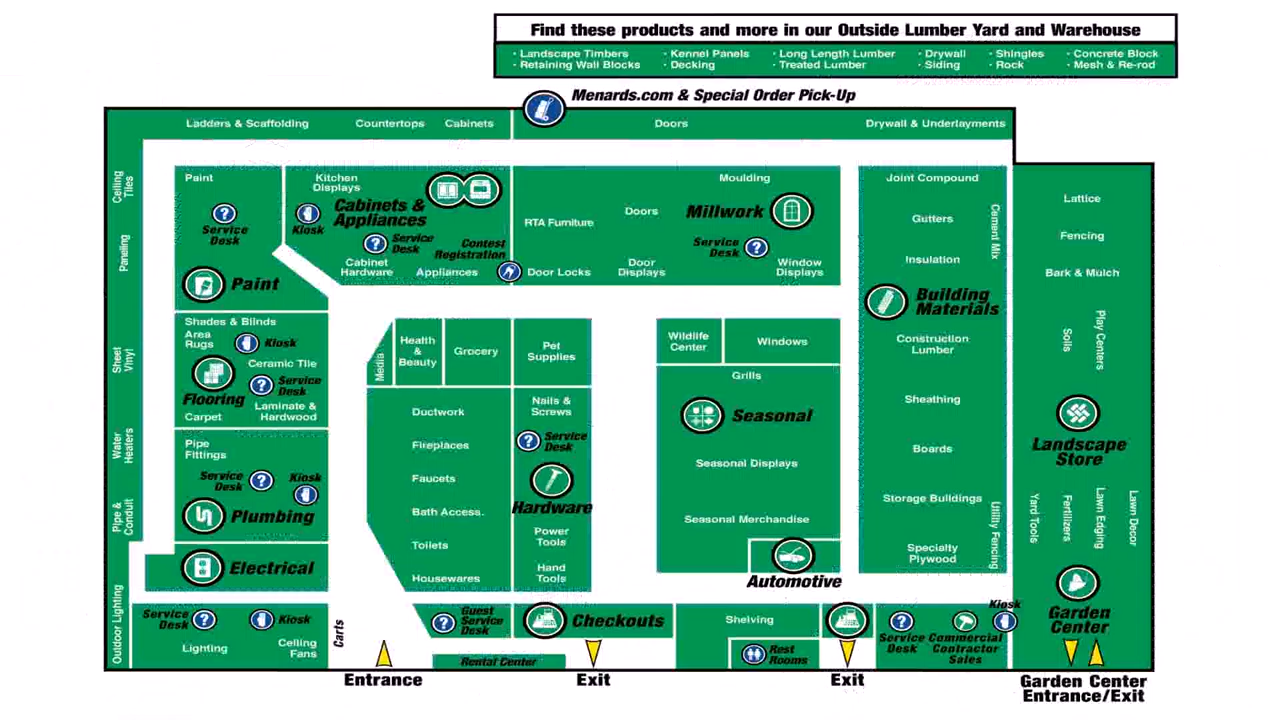 Find these products and more in our Outside Lumber Yard and Warehouse
· Landscape Timbers · Kennel Panels · Long Length Lumber · Drywall · Shingles · Concrete Block
· Retaining Wall Blocks · Decking · Treated Lumber · Siding · Rock · Mesh & Re-rod
Menards.com & Special Order Pick-Up
Ladders & Scaffolding
Countertops
Cabinets
Doors
Drywall & Underlayments
Ceiling
Tiles
Paneling
Sheet
Vinyl
Water
Heaters
Pipe &
Conduit
Outdoor Lighting
Paint
?
Service
Desk
Paint
Kitchen
Displays
Cabinets &
Appliances
Kiosk
?
Service
Desk
Contest
Registration
Cabinet
Hardware
Appliances
RTA Furniture
Doors
Moulding
Millwork
Service
Desk
?
Door Locks
Door
Displays
Window
Displays
Joint Compound
Gutters
Cement Mix
Insulation
Building
Materials
Construction
Lumber
Sheathing
Boards
Storage Buildings
Utility Fencing
Specialty
Plywood
Lattice
Fencing
Bark & Mulch
Soils
Play Centers
Landscape
Store
Yard Tools
Fertilizers
Lawn Edging
Lawn Decor
Garden
Center
Shades & Blinds
Area
Rugs
Kiosk
Ceramic Tile
?
Service
Desk
Flooring
Carpet
Laminate &
Hardwood
Pipe
Fittings
Service
Desk
?
Kiosk
Plumbing
Electrical
Media
Health
&
Beauty
Grocery
Pet
Supplies
Ductwork
Fireplaces
Faucets
Bath Access.
Toilets
Housewares
Nails &
Screws
?
Service
Desk
Hardware
Power
Tools
Hand
Tools
Wildlife
Center
Windows
Grills
Seasonal
Seasonal Displays
Seasonal Merchandise
Automotive
Service
Desk
?
Kiosk
Lighting
Ceiling
Fans
Carts
?
Guest
Service
Desk
Checkouts
Rental Center
Shelving
Rest
Rooms
?
Service
Desk
Commercial
Contractor
Sales
Kiosk
Entrance
Exit
Exit
Garden Center
Entrance/Exit